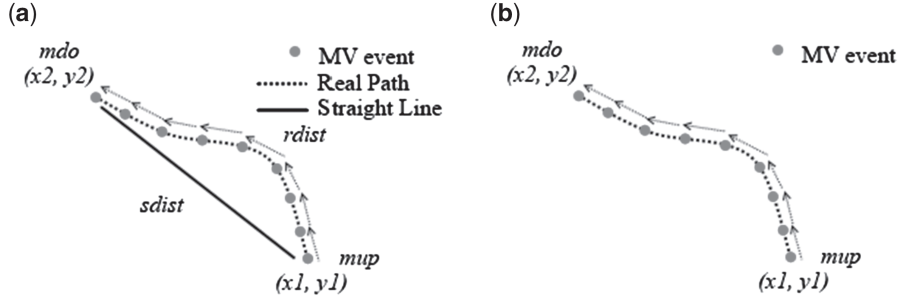 (a)
mdo
(x2, y2)
MV event
Real Path
Straight Line
rdist
sdist
mup
(x1, y1)
(b)
mdo
(x2, y2)
MV event
mup
(x1, y1)